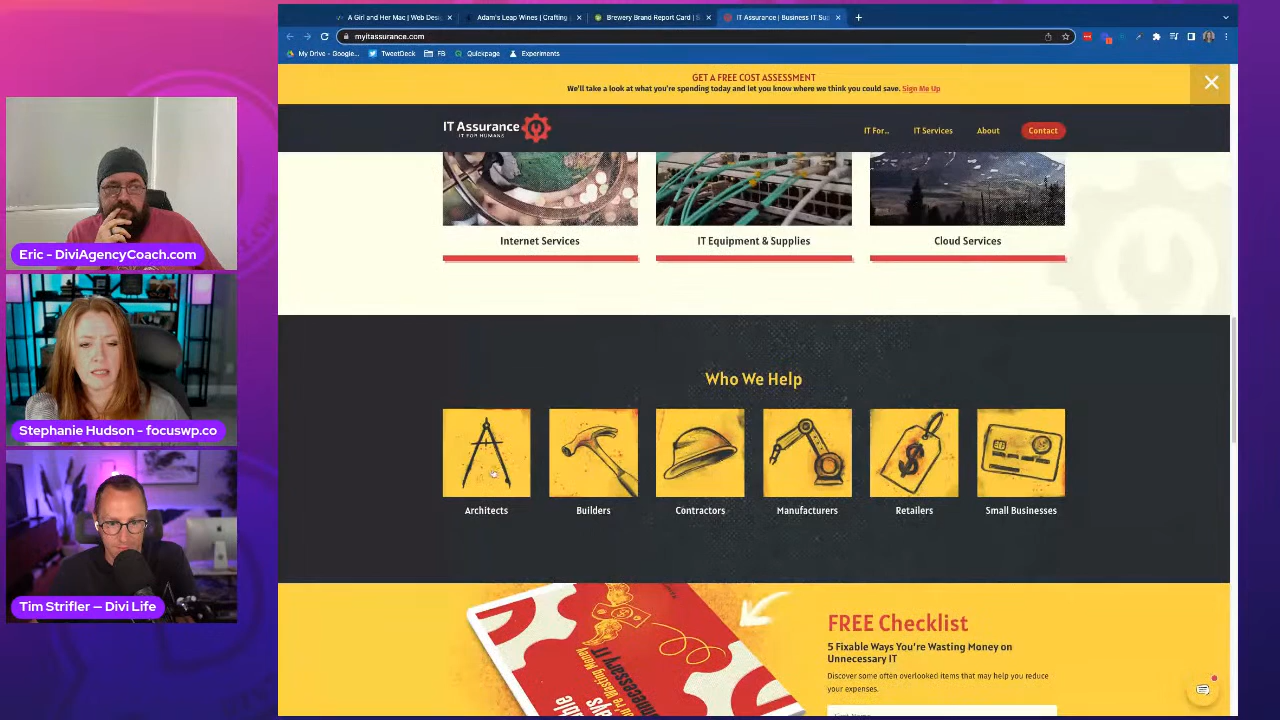 A Girl and Her Mac | Web Desi
Adam's Leap Wines | Crafting
Brewery Brand Report Card | S
IT Assurance | Business IT Sup
myitassurance.com
My Drive - Google...
TweetDeck
FB
Quickpage
Experiments
GET A FREE COST ASSESSMENT
We'll take a look at what you're spending today and let you know where we think you could save. Sign Me Up
IT Assurance
IT FOR HUMANS
IT For..
IT Services
About
Contact
Internet Services
IT Equipment & Supplies
Cloud Services
Who We Help
Architects
Builders
Contractors
Manufacturers
Retailers
Small Businesses
FREE Checklist
5 Fixable Ways You're Wasting Money on
Unnecessary IT
Discover some often overlooked items that may help you reduce
your expenses.
Eric - DiviAgencyCoach.com
Stephanie Hudson - focuswp.co
Tim Strifler – Divi Life